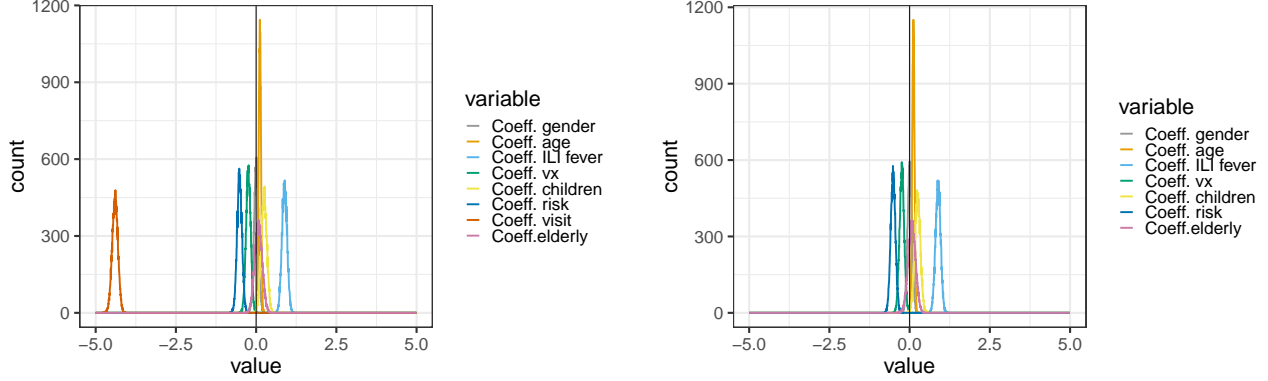 1200
900
600
300
0
count
−5.0
−2.5
0.0
2.5
5.0
value
variable
Coeff. gender
Coeff. age
Coeff. ILI fever
Coeff. vx
Coeff. children
Coeff. risk
Coeff. visit
Coeff.elderly
1200
900
600
300
0
count
−5.0
−2.5
0.0
2.5
5.0
value
variable
Coeff. gender
Coeff. age
Coeff. ILI fever
Coeff. vx
Coeff. children
Coeff. risk
Coeff.elderly